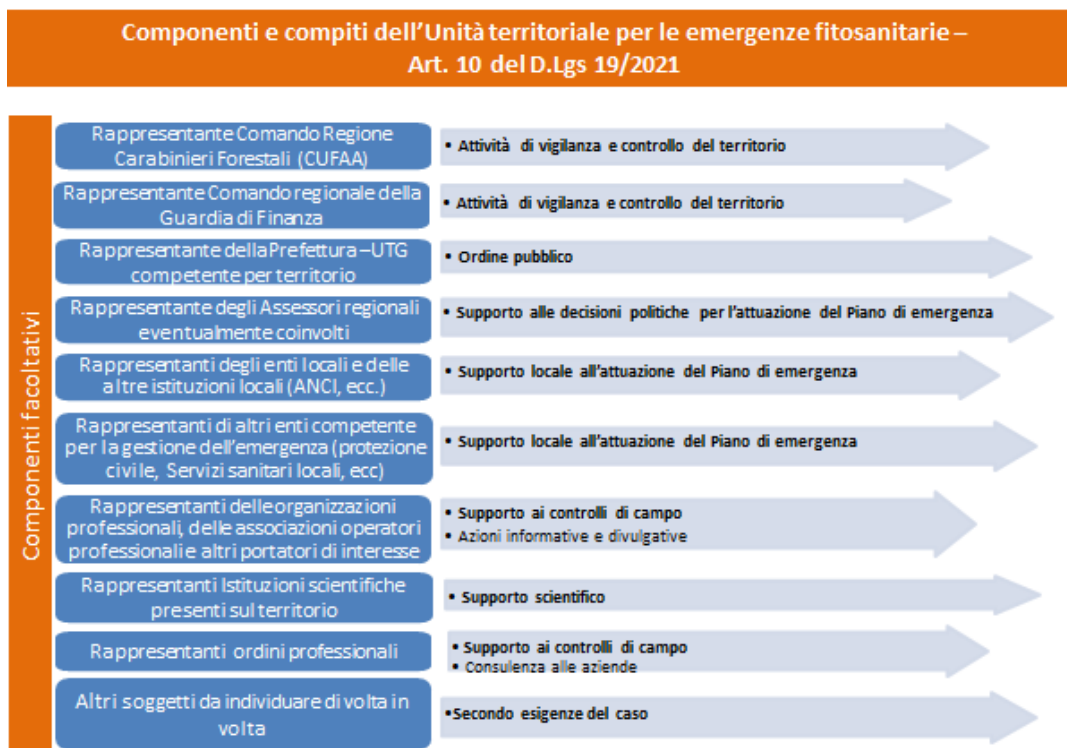 Componenti e compiti dell'Unità territoriale per le emergenze fitosanitarie –
Art. 10 del D.Lgs 19/2021
Componenti facoltativi
Rappresentante Comando Regione
Carabinieri Forestali (CUFAA)
• Attività di vigilanza e controllo del territorio
Rappresentante Comando regionale della
Guardia di Finanza
• Attività di vigilanza e controllo del territorio
Rappresentante della Prefettura – UTG
competente per territorio
• Ordine pubblico
Rappresentante degli Assessori regionali
eventualmente coinvolti
• Supporto alle decisioni politiche per l'attuazione del Piano di emergenza
Rappresentanti degli enti locali e delle
altre istituzioni locali (ANCI, ecc.)
• Supporto locale all'attuazione del Piano di emergenza
Rappresentanti di altri enti competente
per la gestione dell'emergenza (protezione
civile, Servizi sanitari locali, ecc)
• Supporto locale all'attuazione del Piano di emergenza
Rappresentanti delle organizzazioni
professionali, delle associazioni operatori
professionali e altri portatori di interesse
• Supporto ai controlli di campo
• Azioni informative e divulgative
Rappresentanti Istituzioni scientifiche
presenti sul territorio
• Supporto scientifico
Rappresentanti ordini professionali
• Supporto ai controlli di campo
• Consulenza alle aziende
Altri soggetti da individuare di volta in
volta
• Secondo esigenze del caso